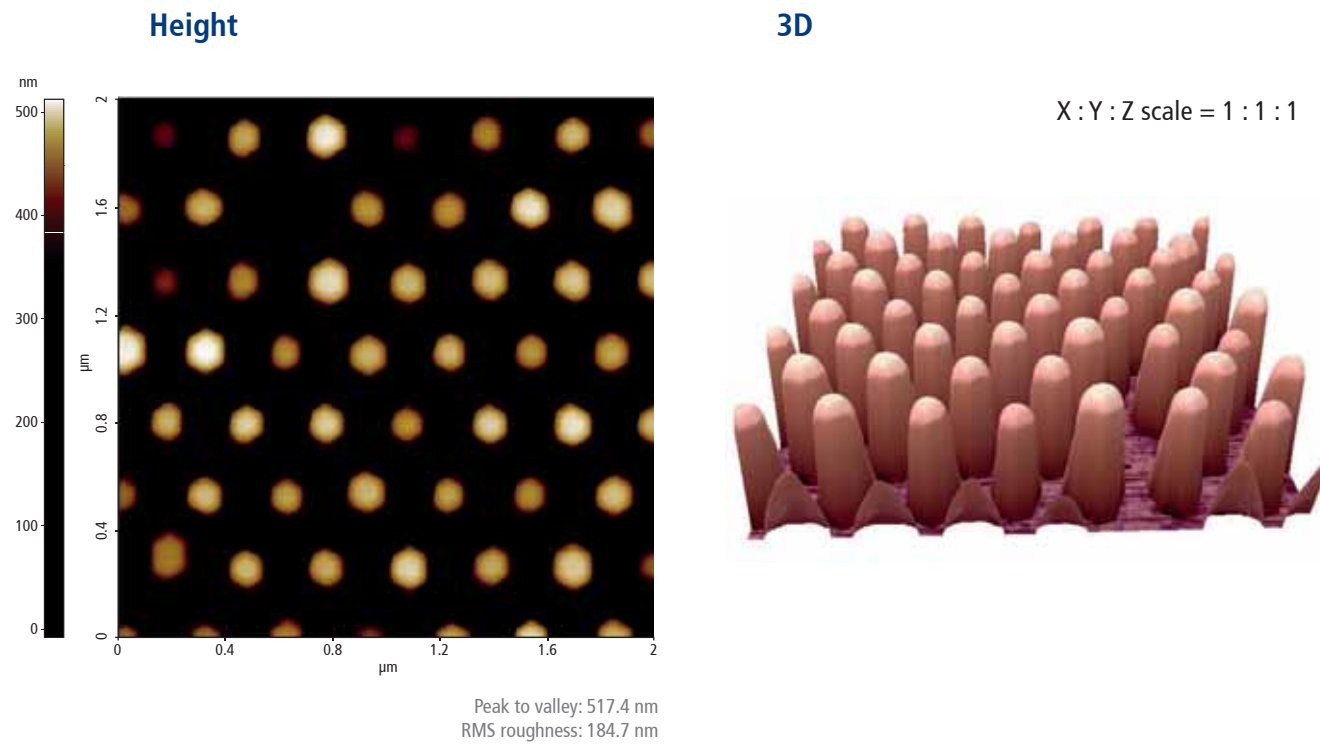 Height
3D
nm
500
400
300
200
100
0
2
1.6
1.2
µm
0.8
0.4
0
0 0.4 0.8 1.2 1.6 2
µm
Peak to valley: 517.4 nm
RMS roughness: 184.7 nm
X : Y : Z scale = 1 : 1 : 1